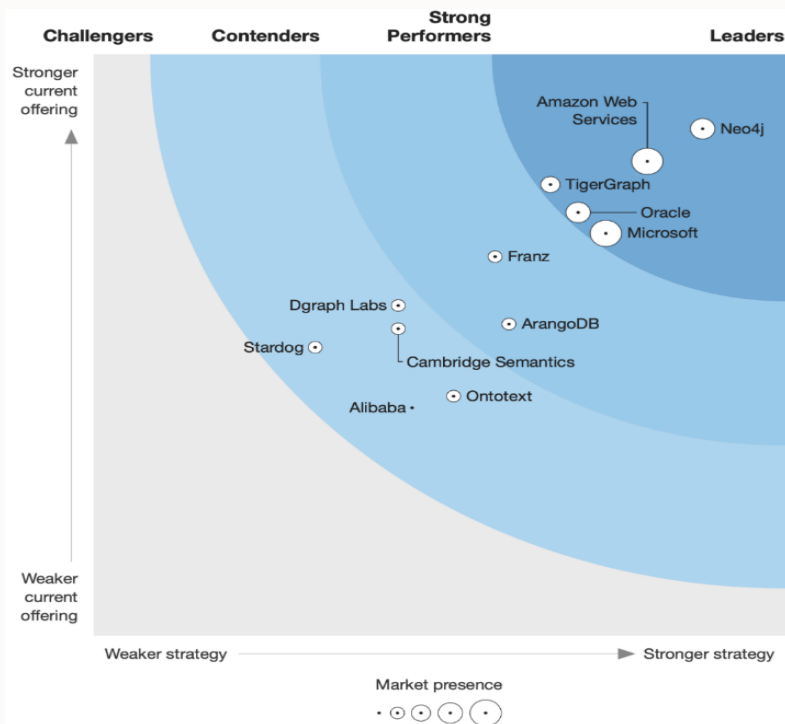 Challengers
Contenders
Strong
Performers
Leaders
Stronger
current
offering
Amazon Web
Services
Neo4j
TigerGraph
Oracle
Microsoft
Franz
Dgraph Labs
ArangoDB
Stardog
Cambridge Semantics
Alibaba
Ontotext
Weaker
current
offering
Weaker strategy
Stronger strategy
Market presence